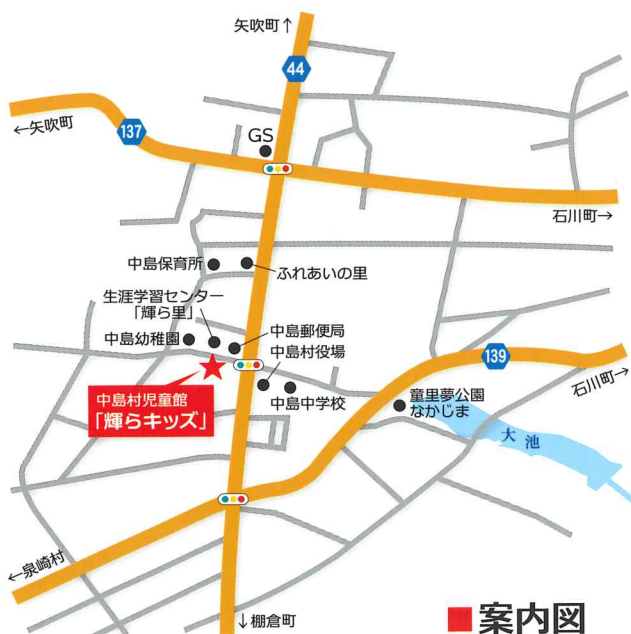 矢吹町↑
44
←矢吹町
137
GS
石川町→
中島保育所
ふれあいの里
生涯学習センター
「輝ら里」
中島幼稚園
中島郵便局
中島村役場
139
石川町→
中島村児童館
「輝らキッズ」
中島中学校
童里夢公園
なかじま
大池
←泉崎村
↓棚倉町
■案内図